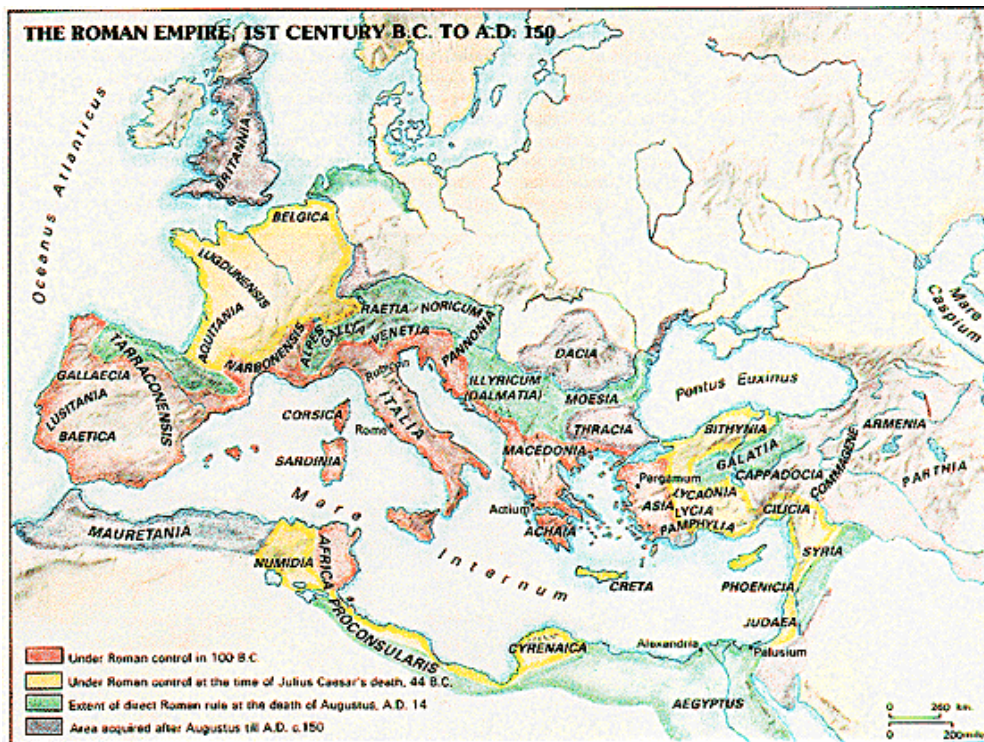 THE ROMAN EMPIRE, 1ST CENTURY B.C. TO A.D. 150
Oceanus Atlanticus
BRITANNIA
BELGICA
LUGDUNENSIS
AQUITANIA
NARBONENSIS
ALPES
GALLIA
RAETIA
NORICUM
VENETIA
PANNONIA
Mare Caspium
TARRACONENSIS
GALLAECIA
LUSITANIA
BAETICA
CORSICA
SARDINIA
Rubicon
Rome
ITALIA
ILLYRICUM
(DALMATIA)
DACIA
MOESIA
THRACIA
MACEDONIA
Pontus Euxinus
Actium
ACHAIA
Pergamum
ASIA
BITHYNIA
GALATIA
CAPPADOCIA
LYCAONIA
LYCIA
PAMPHYLIA
CILICIA
COMMAGENE
ARMENIA
PARTHIA
SYRIA
PHOENICIA
JUDAEA
CRETA
Mare Internum
MAURETANIA
NUMIDIA
AFRICA
PROCONSULARIS
CYRENAICA
Alexandria
Pelusium
AEGYPTUS
Under Roman control in 100 B.C.
Under Roman control at the time of Julius Caesar's death, 44 B.C.
Extent of direct Roman rule at the death of Augustus, A.D. 14
Area acquired after Augustus till A.D. c.150